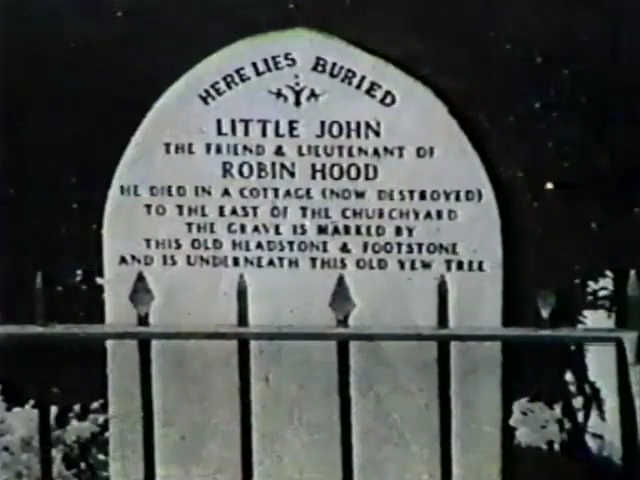 HERE LIES BURIED
LITTLE JOHN
THE FRIEND & LIEUTENANT OF
ROBIN HOOD
HE DIED IN A COTTAGE (NOW DESTROYED)
TO THE EAST OF THE CHURCHYARD
THE GRAVE IS MARKED BY
THIS OLD HEADSTONE & FOOTSTONE
AND IS UNDERNEATH THIS OLD YEW TREE